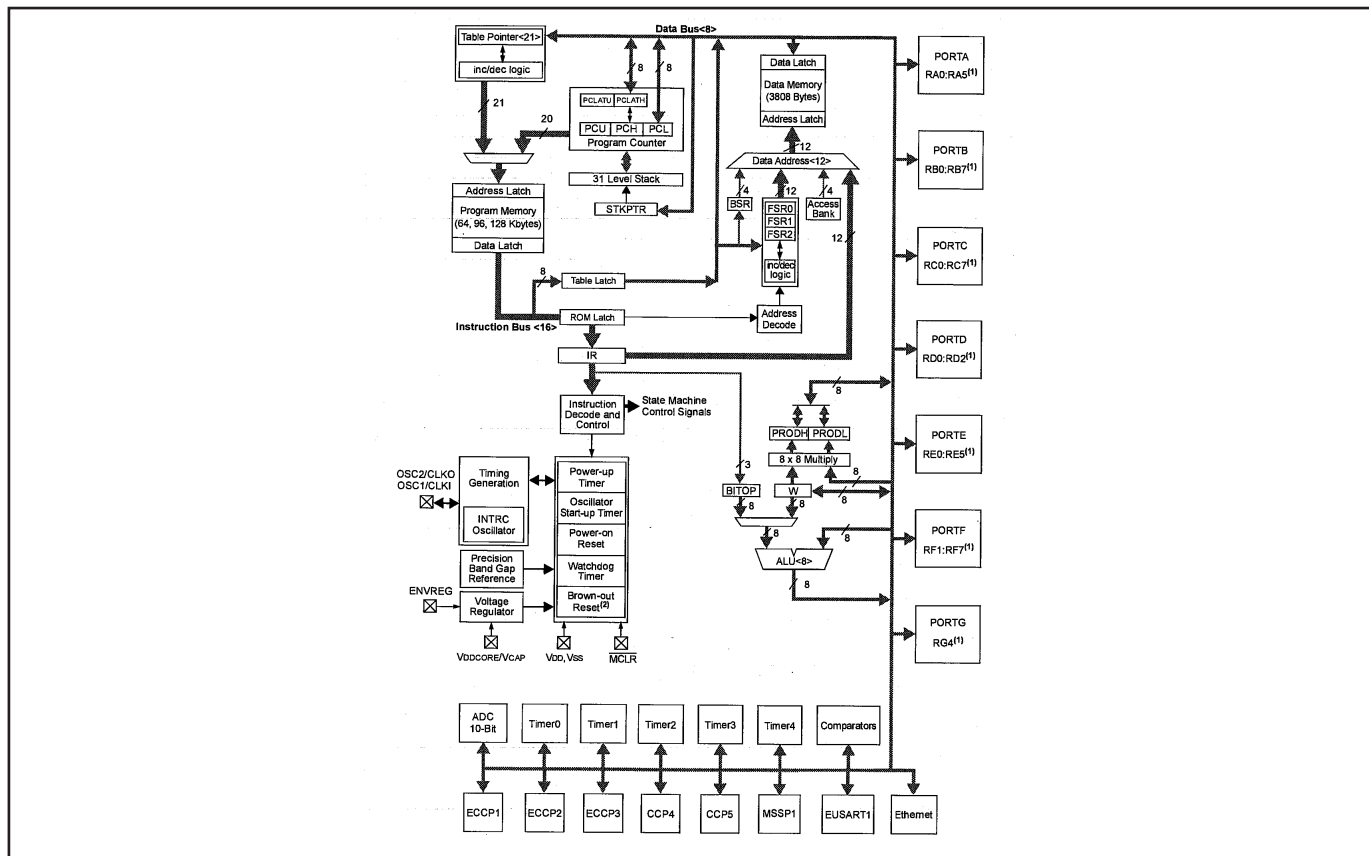 Data Bus<8>
Table Pointer<21>
inc/dec logic
21
8
8
PCLATU
PCLATH
PCU
PCH
PCL
Program Counter
20
31 Level Stack
STKPTR
Address Latch
Program Memory
(64, 96, 128 Kbytes)
Data Latch
Data Latch
Data Memory
(3808 Bytes)
Address Latch
12
Data Address<12>
4
12
4
BSR
FSR0
FSR1
FSR2
inc/dec
logic
Access
Bank
12
8
Table Latch
ROM Latch
Instruction Bus <16>
Address
Decode
IR
Instruction
Decode and
Control
State Machine
Control Signals
8
PRODH
PRODL
8 x 8 Multiply
3
8
BITOP
W
8
8
8
8
8
ALU<8>
8
OSC2/CLKO
OSC1/CLKI
Timing
Generation
INTRC
Oscillator
Power-up
Timer
Oscillator
Start-up Timer
Power-on
Reset
Watchdog
Timer
Brown-out
Reset(2)
Precision
Band Gap
Reference
ENVREG
Voltage
Regulator
VDDCORE/VCAP
VDD, VSS
MCLR
PORTA
RA0:RA5(1)
PORTB
RB0:RB7(1)
PORTC
RC0:RC7(1)
PORTD
RD0:RD2(1)
PORTE
RE0:RE5(1)
PORTF
RF1:RF7(1)
PORTG
RG4(1)
ADC
10-Bit
Timer0
Timer1
Timer2
Timer3
Timer4
Comparators
ECCP1
ECCP2
ECCP3
CCP4
CCP5
MSSP1
EUSART1
Ethernet